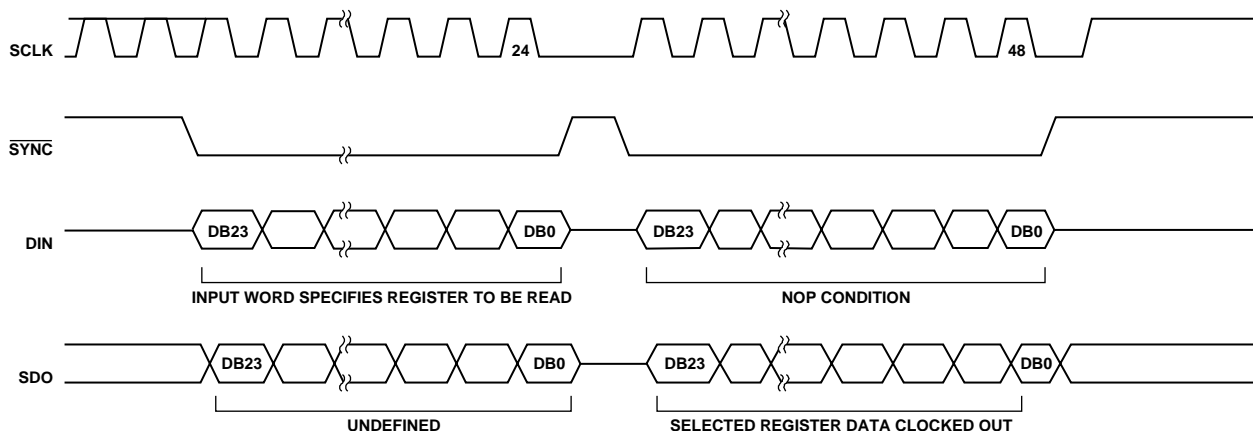 SCLK 24 48
SYNC
DIN DB23 DB0 DB23 DB0
INPUT WORD SPECIFIES REGISTER TO BE READ NOP CONDITION
SDO DB23 DB0 DB23 DB0
UNDEFINED SELECTED REGISTER DATA CLOCKED OUT